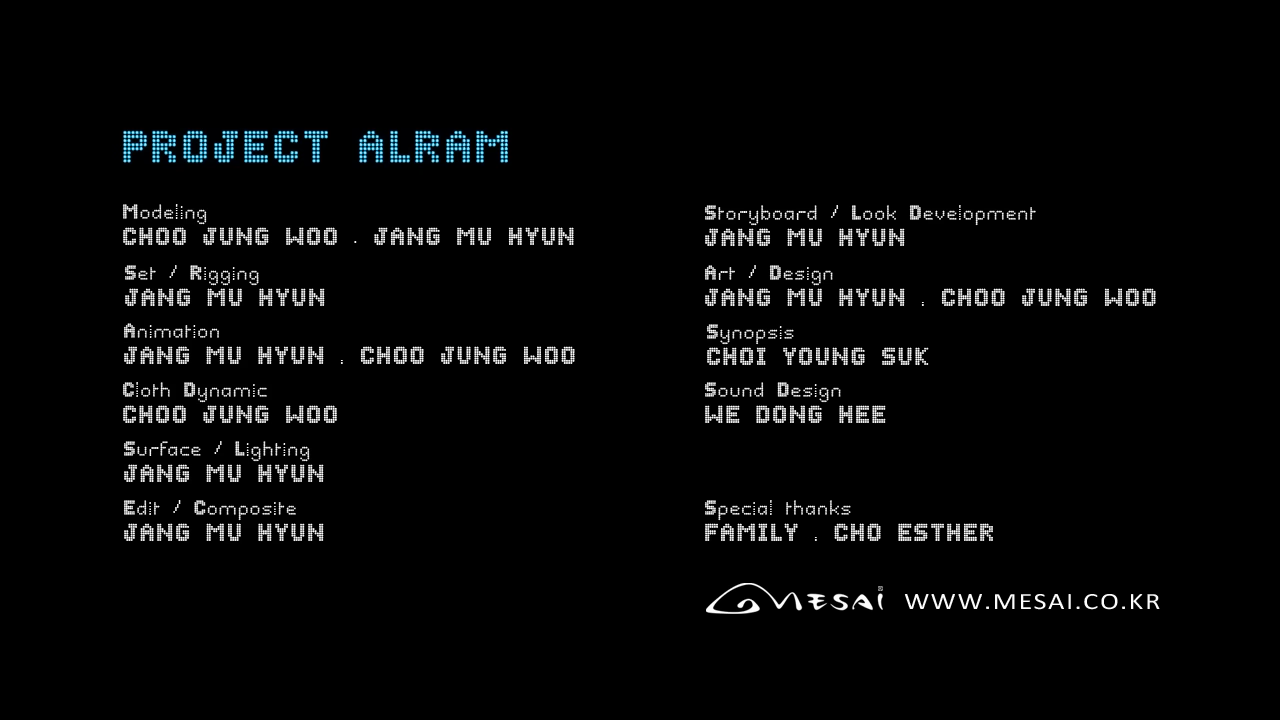 PROJECT ALRAM
Modeling
CHOO JUNG WOO . JANG MU HYUN
Set / Rigging
JANG MU HYUN
Animation
JANG MU HYUN . CHOO JUNG WOO
Cloth Dynamic
CHOO JUNG WOO
Surface / Lighting
JANG MU HYUN
Edit / Composite
JANG MU HYUN
Storyboard / Look Development
JANG MU HYUN
Art / Design
JANG MU HYUN . CHOO JUNG WOO
Synopsis
CHOI YOUNG SUK
Sound Design
WE DONG HEE
Special thanks
FAMILY . CHO ESTHER
MESAi WWW.MESAI.CO.KR